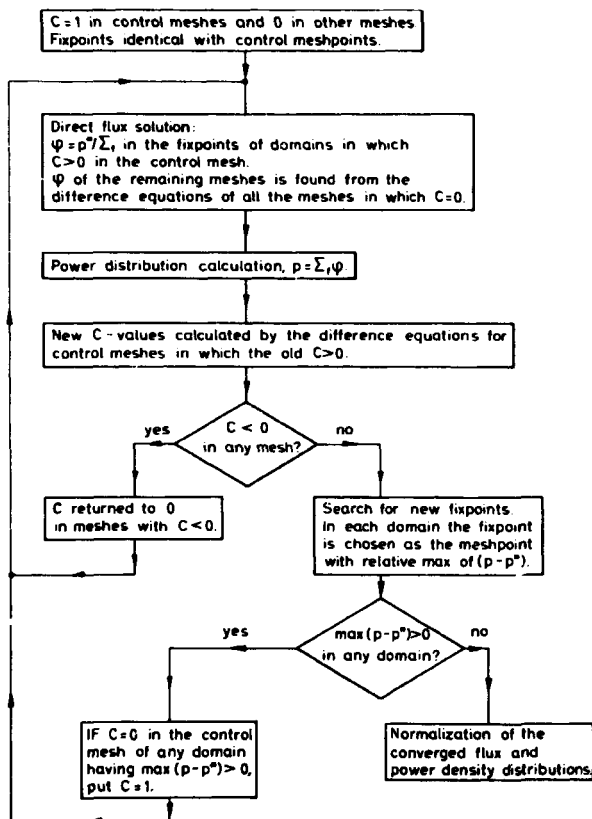 C=1 in control meshes and 0 in other meshes
Fixpoints identical with control meshpoints.
Direct flux solution:
φ=pᵐ/Σf in the fixpoints of domains in which
C>0 in the control mesh.
φ of the remaining meshes is found from the
difference equations of all the meshes in which C=0.
Power distribution calculation, p=Σfφ.
New C-values calculated by the difference equations for
control meshes in which the old C>0.
yes
C < 0
in any mesh?
no
C returned to 0
in meshes with C<0.
Search for new fixpoints.
In each domain the fixpoint
is chosen as the meshpoint
with relative max of (p-pᵐ).
yes
max(p-pᵐ)>0
in any domain?
no
IF C=0 in the control
mesh of any domain
having max(p-pᵐ)>0,
put C=1.
Normalization of the
converged flux and
power density distributions.